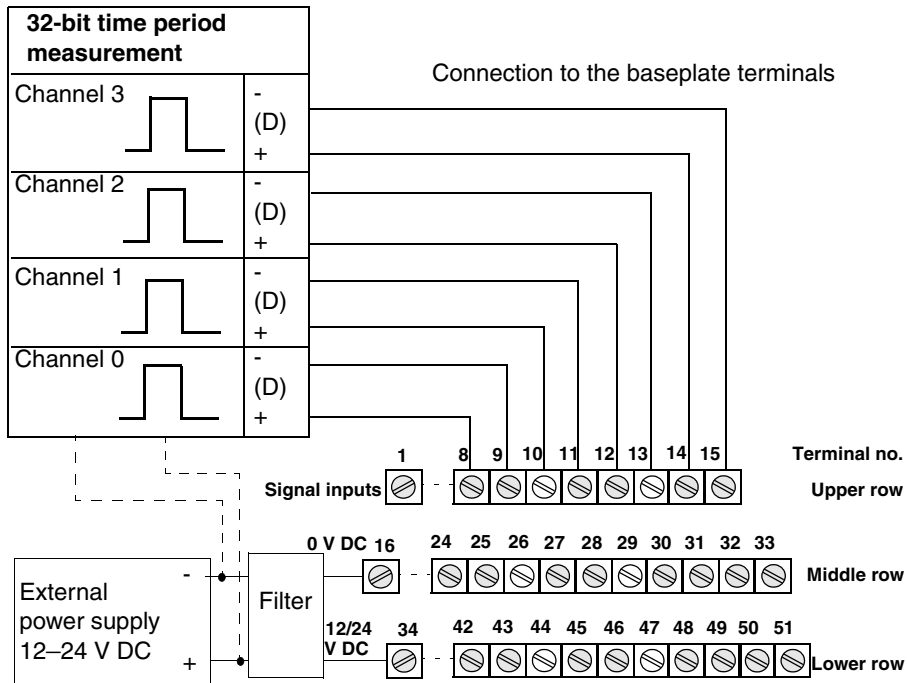 32-bit time period
measurement
Connection to the baseplate terminals
Channel 3
-
(D)
+
Channel 2
-
(D)
+
Channel 1
-
(D)
+
Channel 0
-
(D)
+
1 8 9 10 11 12 13 14 15 Terminal no.
Signal inputs Upper row
0 V DC 16 24 25 26 27 28 29 30 31 32 33
Middle row
External
power supply
12–24 V DC
-
+
Filter
12/24
V DC
34 42 43 44 45 46 47 48 49 50 51
Lower row